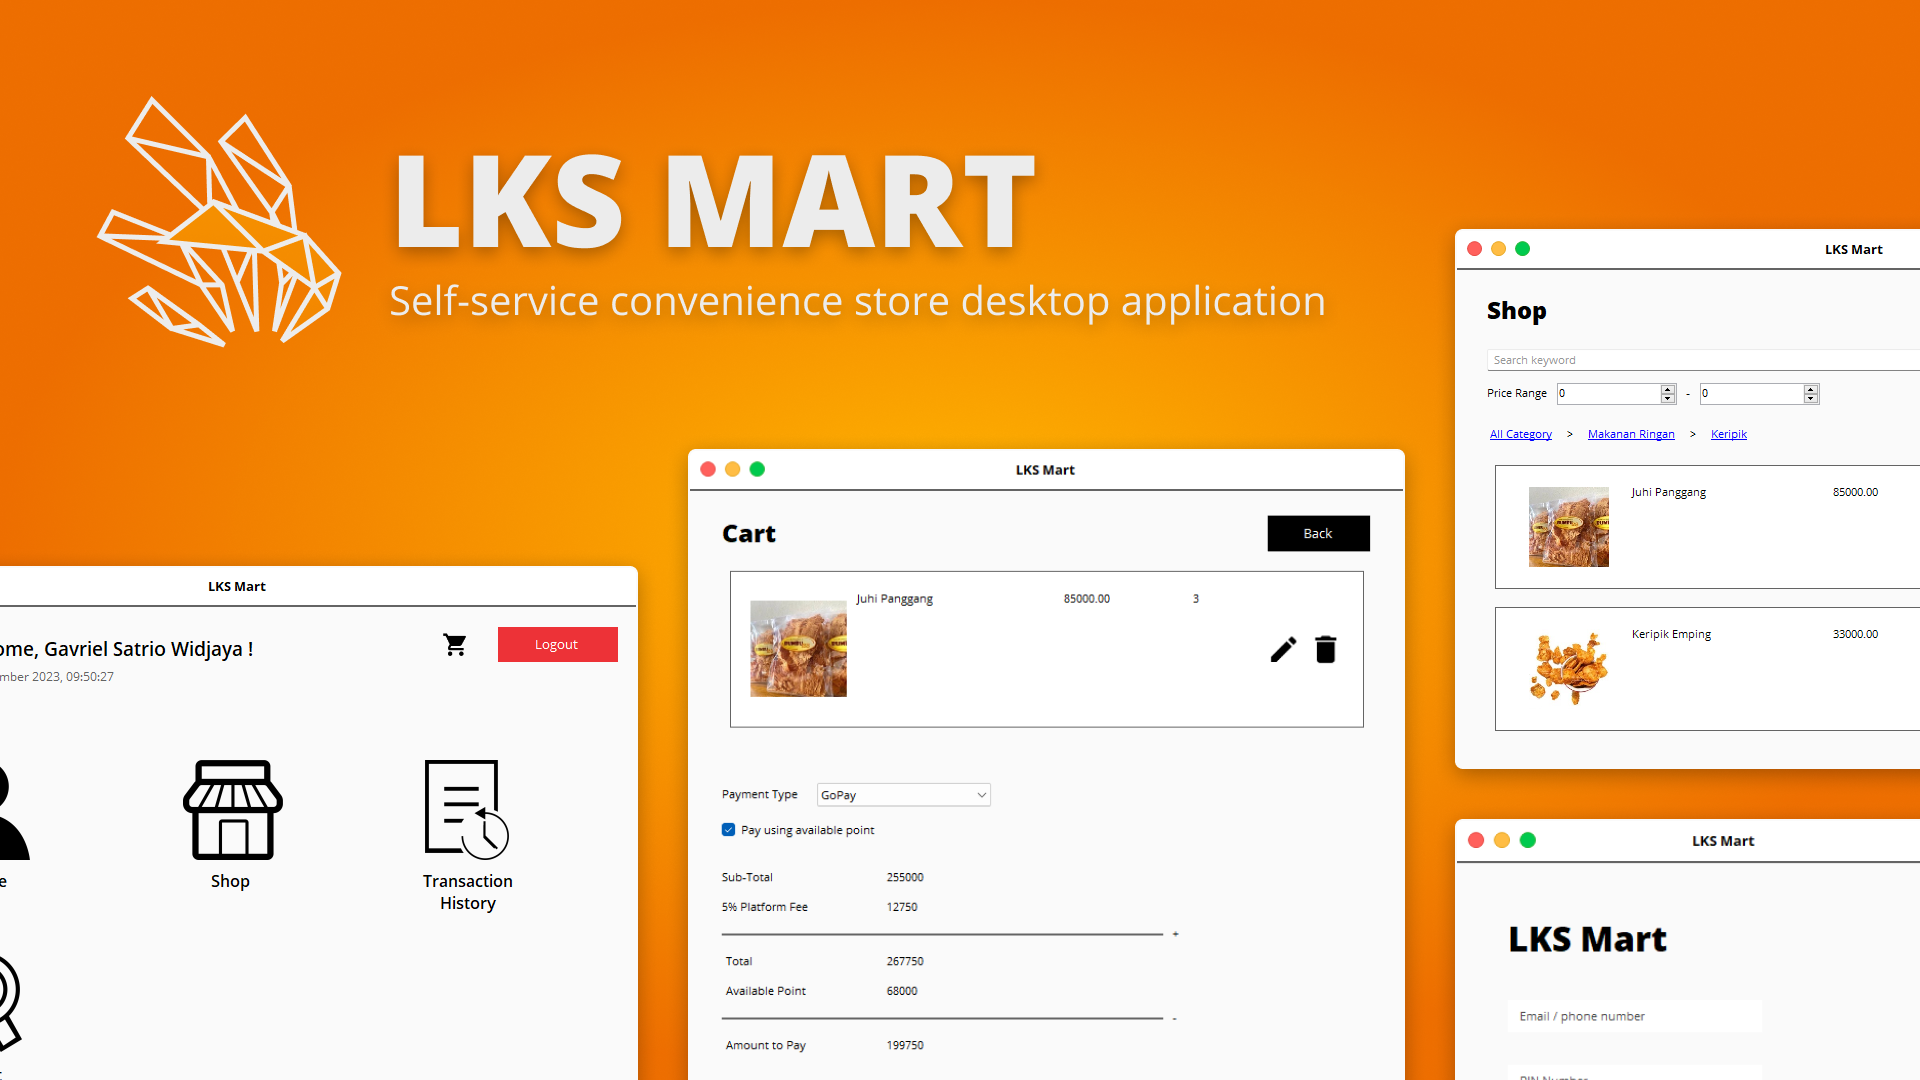 LKS MART
Self-service convenience store desktop application
LKS Mart
ome, Gavriel Satrio Widjaya !
mber 2023, 09:50:27
Logout
e
Shop
Transaction
History
LKS Mart
Cart
Back
Juhi Panggang 85000.00 3
Payment Type GoPay
Pay using available point
Sub-Total 255000
5% Platform Fee 12750
+
Total 267750
Available Point 68000
-
Amount to Pay 199750
LKS Mart
Shop
Search keyword
Price Range 0 - 0
All Category > Makanan Ringan > Keripik
Juhi Panggang 85000.00
Keripik Emping 33000.00
LKS Mart
LKS Mart
Email / phone number
PIN Number